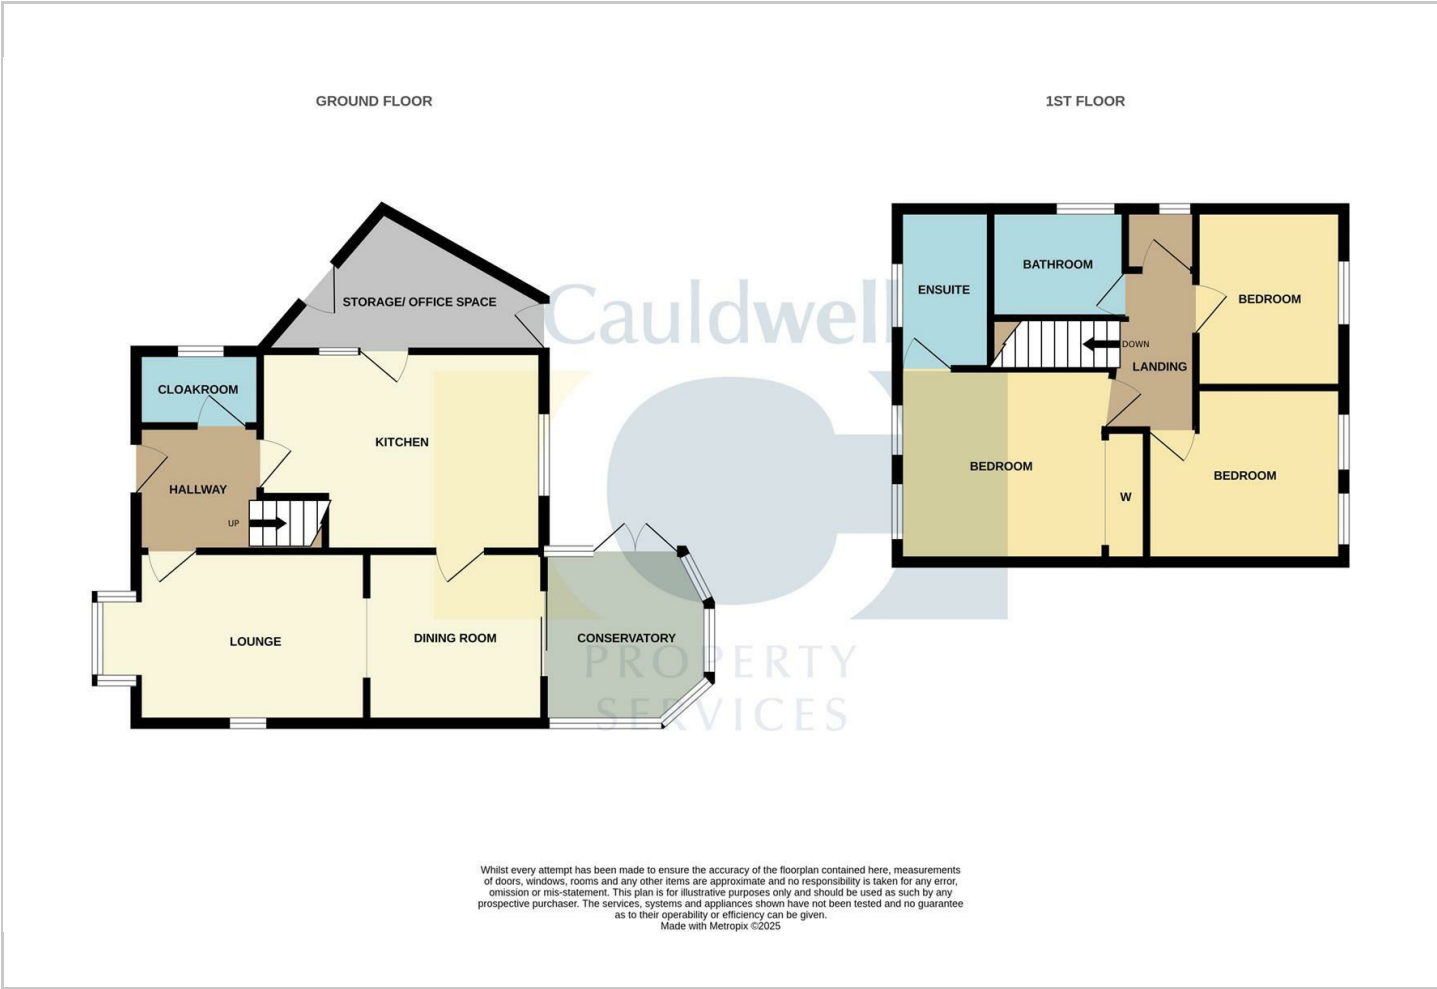 GROUND FLOOR
1ST FLOOR
STORAGE/ OFFICE SPACE
CLOAKROOM
KITCHEN
HALLWAY
UP
LOUNGE
DINING ROOM
CONSERVATORY
ENSUITE
BATHROOM
BEDROOM
DOWN
LANDING
BEDROOM
W
BEDROOM
Cauldwell
PROPERTY
SERVICES
Whilst every attempt has been made to ensure the accuracy of the floorplan contained here, measurements
of doors, windows, rooms and any other items are approximate and no responsibility is taken for any error,
omission or mis-statement. This plan is for illustrative purposes only and should be used as such by any
prospective purchaser. The services, systems and appliances shown have not been tested and no guarantee
as to their operability or efficiency can be given.
Made with Metropix ©2025